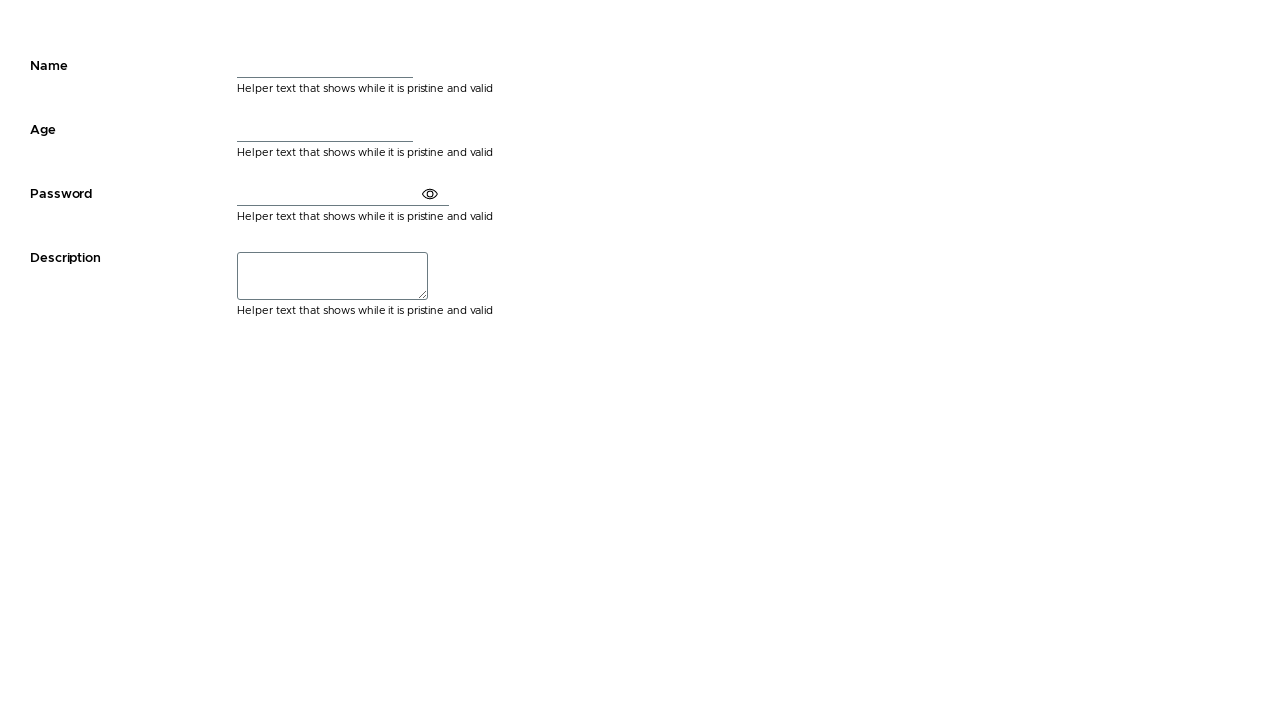 Name
Helper text that shows while it is pristine and valid
Age
Helper text that shows while it is pristine and valid
Password
Helper text that shows while it is pristine and valid
Description
Helper text that shows while it is pristine and valid